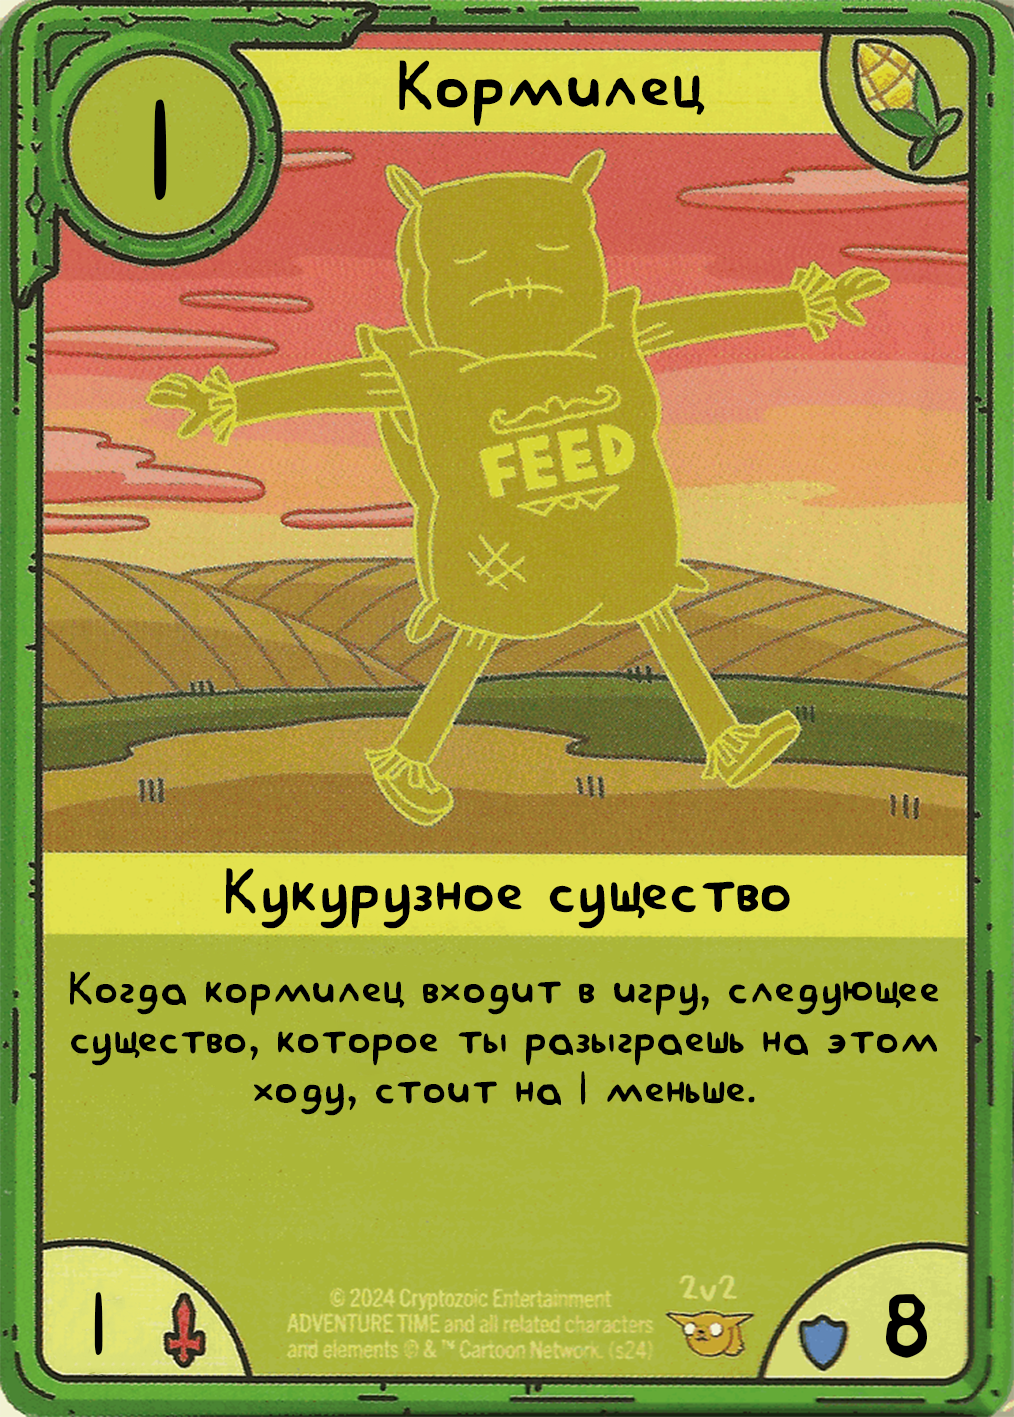 1
Кормилец
FEED
Кукурузное существо
Когда кормилец входит в игру, следующее
существо, которое ты разыграешь на этом
ходу, стоит на 1 меньше.
1
© 2024 Cryptozoic Entertainment
ADVENTURE TIME and all related characters
and elements © & ™ Cartoon Network. (s24)
2v2
8